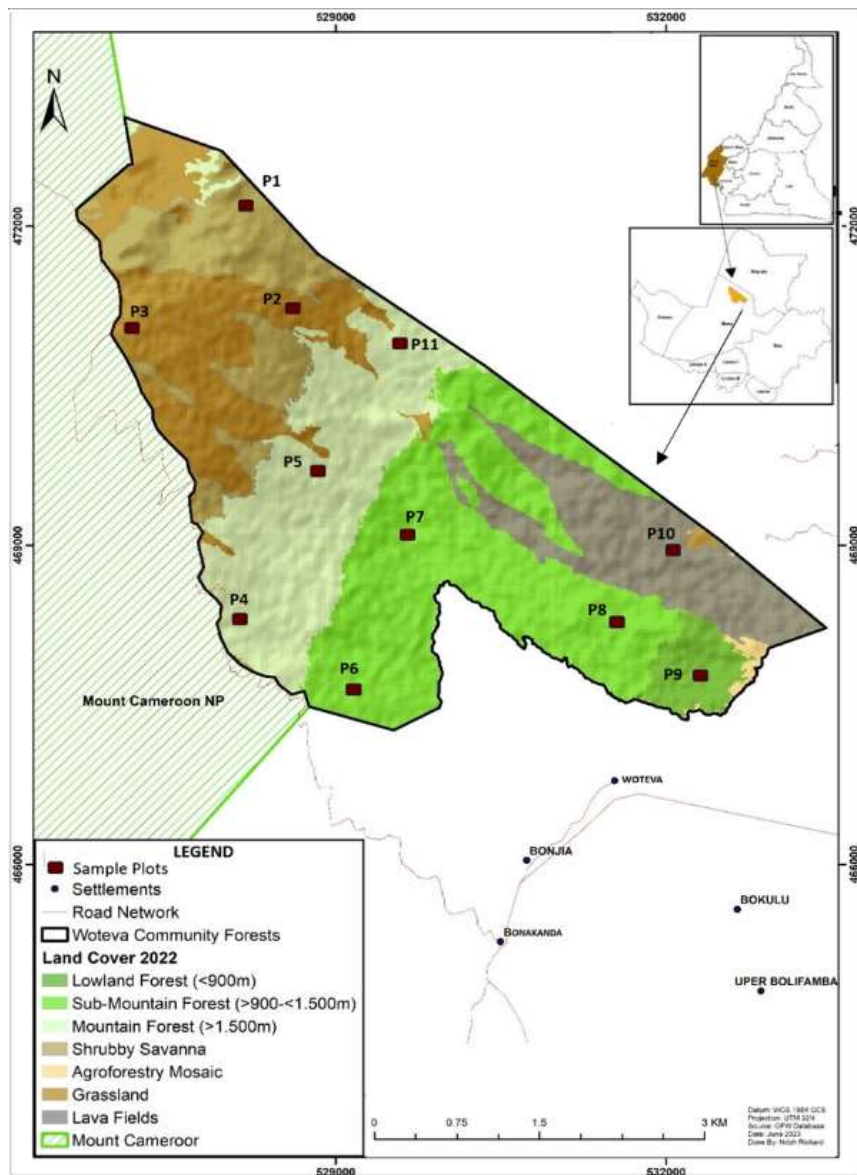 529000
532000
N
472000
472000
P1
P2
P3
P11
P5
P7
P10
469000
469000
P4
P8
P6
P9
Mount Cameroon NP
WOTEVA
BONJIA
466000
466000
BOKULU
BONAKANDA
UPER BOLIFAMBA
LEGEND
Sample Plots
Settlements
Road Network
Woteva Community Forests
Land Cover 2022
Lowland Forest (<900m)
Sub-Mountain Forest (>900-<1.500m)
Mountain Forest (>1.500m)
Shrubby Savanna
Agroforestry Mosaic
Grassland
Lava Fields
Mount Cameroor
0 0.75 1.5 3 KM
Datum: WGS 1984 GCS
Projection: UTM 32N
Source: GFW Database
Date: June 2023
Done By: Ndoh Richard
529000
532000